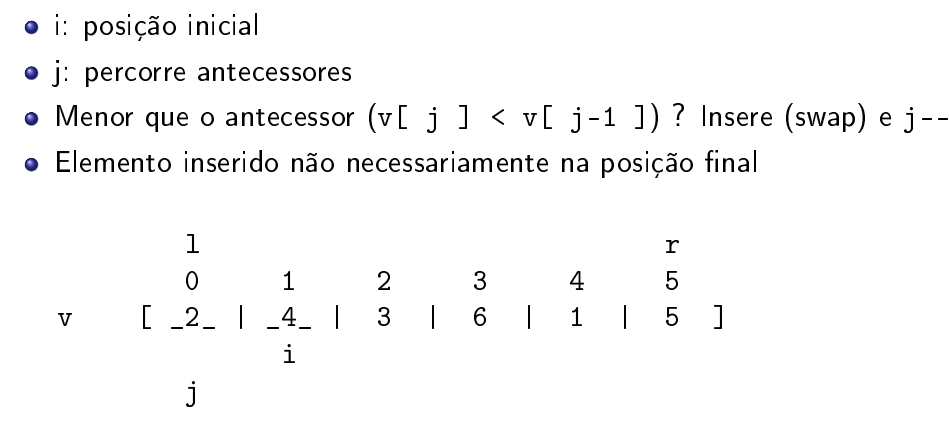 i: posição inicial
j: percorre antecessores
Menor que o antecessor (v[ j ] < v[ j-1 ]) ? Insere (swap) e j--
Elemento inserido não necessariamente na posição final
l r
0 1 2 3 4 5
v [ _2_ | _4_ | 3 | 6 | 1 | 5 ]
i
j